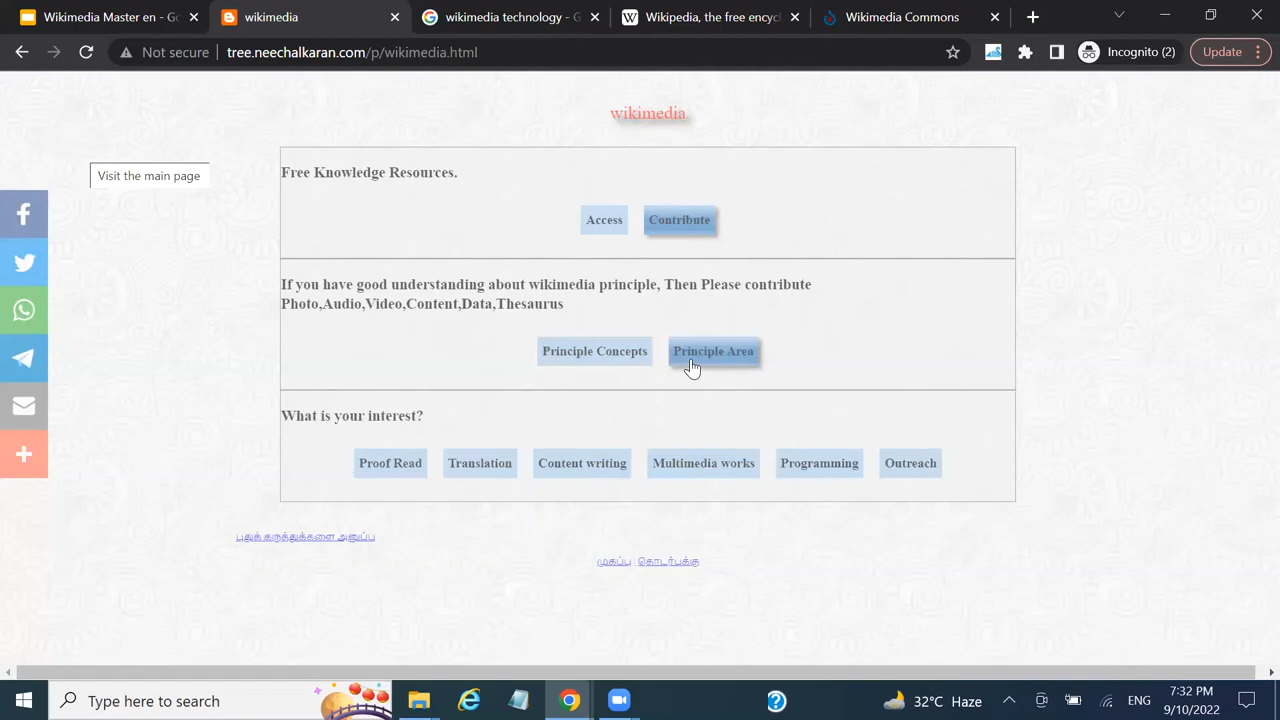 Wikimedia Master en - Go
wikimedia
wikimedia technology - G
Wikipedia, the free encycl
Wikimedia Commons
Not secure
tree.neechalkaran.com/p/wikimedia.html
Incognito (2)
Update
wikimedia
Visit the main page
Free Knowledge Resources.
Access Contribute
If you have good understanding about wikimedia principle, Then Please contribute
Photo,Audio,Video,Content,Data,Thesaurus
Principle Concepts Principle Area
What is your interest?
Proof Read Translation Content writing Multimedia works Programming Outreach
புதுக் கருத்துக்களை அனுப்ப
முகப்பு | தொடர்புக்கு
Type here to search
32°C Haze
ENG
7:32 PM
9/10/2022